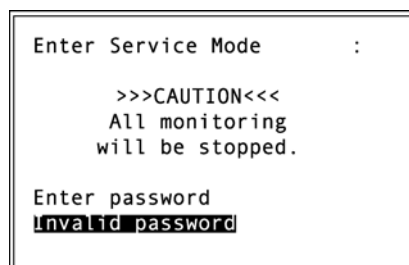 Enter Service Mode :
>>>CAUTION<<<
All monitoring
will be stopped.
Enter password
Invalid password